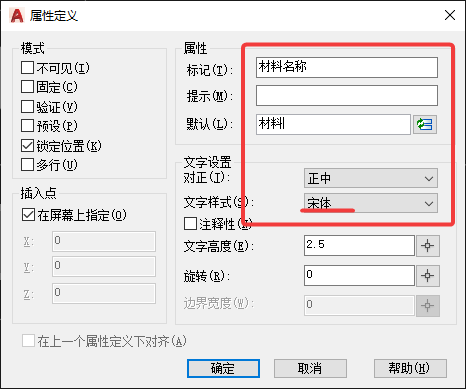 属性定义
模式
不可见(I)
固定(C)
验证(V)
预设(P)
锁定位置(K)
多行(U)
属性
标记(T): 材料名称
提示(M):
默认(L): 材料
插入点
在屏幕上指定(O)
X: 0
Y: 0
Z: 0
文字设置
对正(J): 正中
文字样式(S): 宋体
注释性(N)
文字高度(E): 2.5
旋转(R): 0
边界宽度(W): 0
在上一个属性定义下对齐(A)
确定 取消 帮助(H)